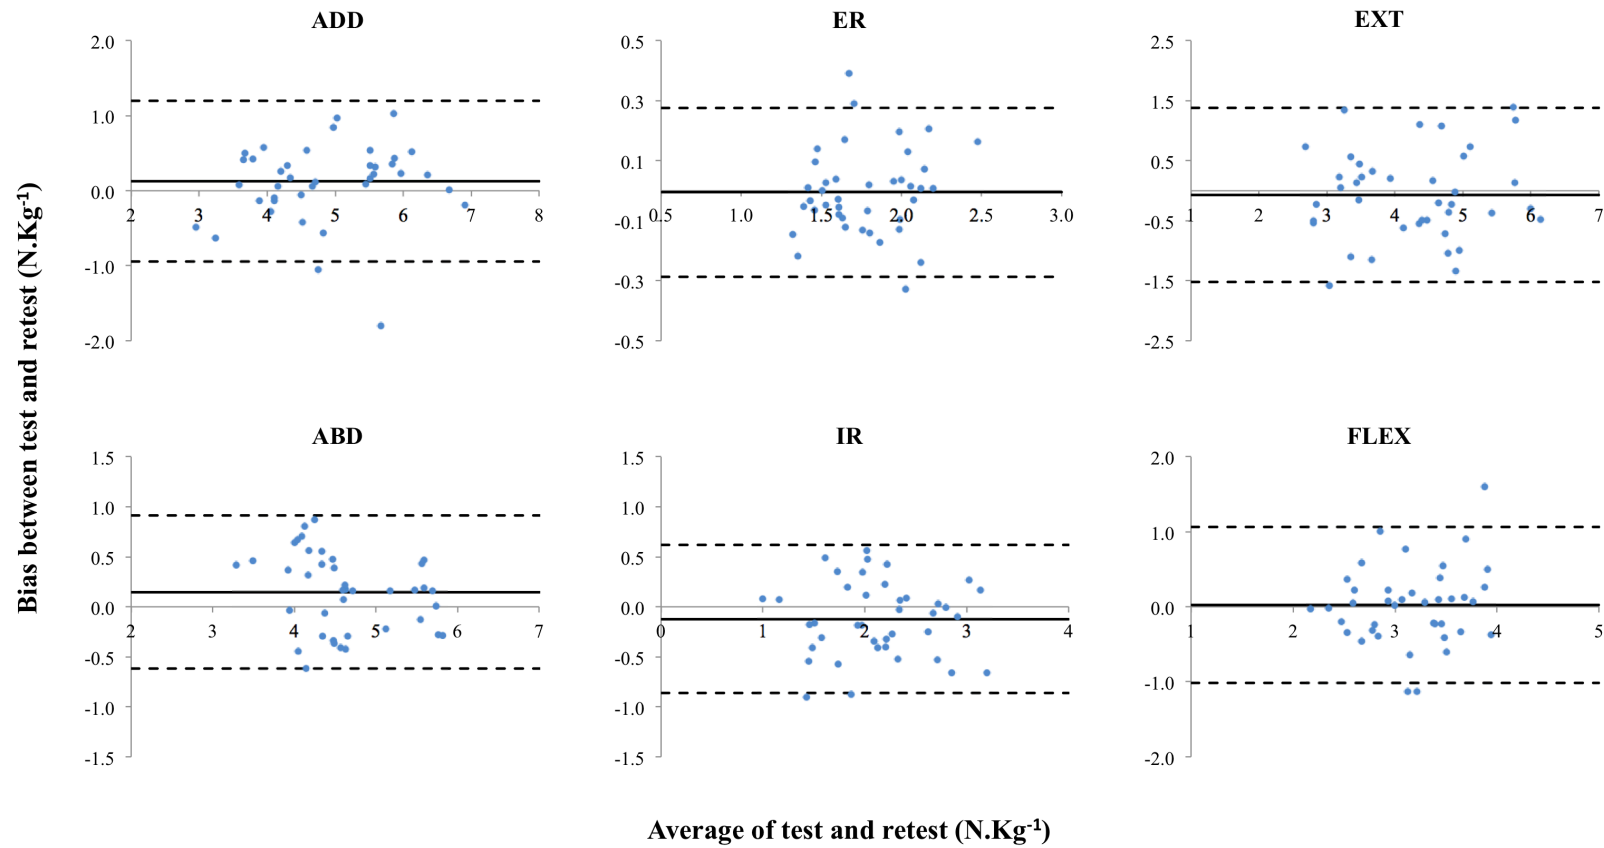 ADD
2.0
1.0
0.0
-1.0
-2.0
2 3 4 5 6 7 8
ER
0.5
0.3
0.1
-0.1
-0.3
-0.5
0.5 1.0 1.5 2.0 2.5 3.0
EXT
2.5
1.5
0.5
-0.5
-1.5
-2.5
1 2 3 4 5 6 7
Bias between test and retest (N.Kg-1)
ABD
1.5
1.0
0.5
0.0
-0.5
-1.0
-1.5
2 3 4 5 6 7
IR
1.5
1.0
0.5
0.0
-0.5
-1.0
-1.5
0 1 2 3 4
FLEX
2.0
1.0
0.0
-1.0
-2.0
1 2 3 4 5
Average of test and retest (N.Kg-1)